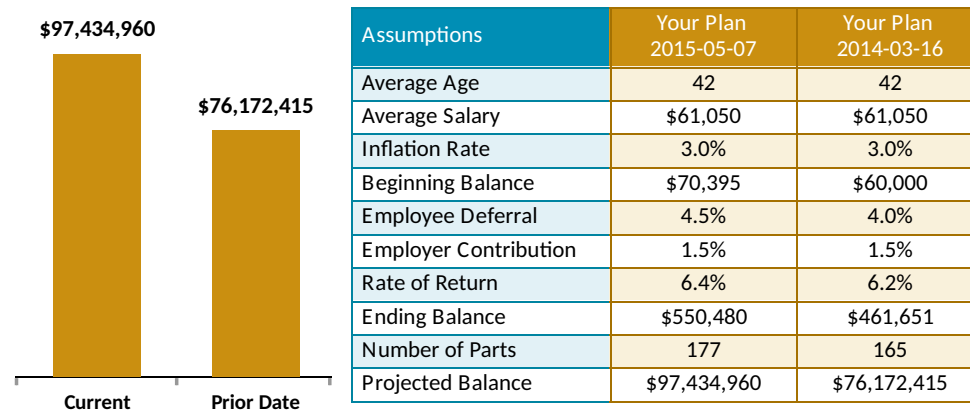 $97,434,960
$76,172,415
Current Prior Date
Assumptions Your Plan 2015-05-07 Your Plan 2014-03-16
Average Age 42 42
Average Salary $61,050 $61,050
Inflation Rate 3.0% 3.0%
Beginning Balance $70,395 $60,000
Employee Deferral 4.5% 4.0%
Employer Contribution 1.5% 1.5%
Rate of Return 6.4% 6.2%
Ending Balance $550,480 $461,651
Number of Parts 177 165
Projected Balance $97,434,960 $76,172,415